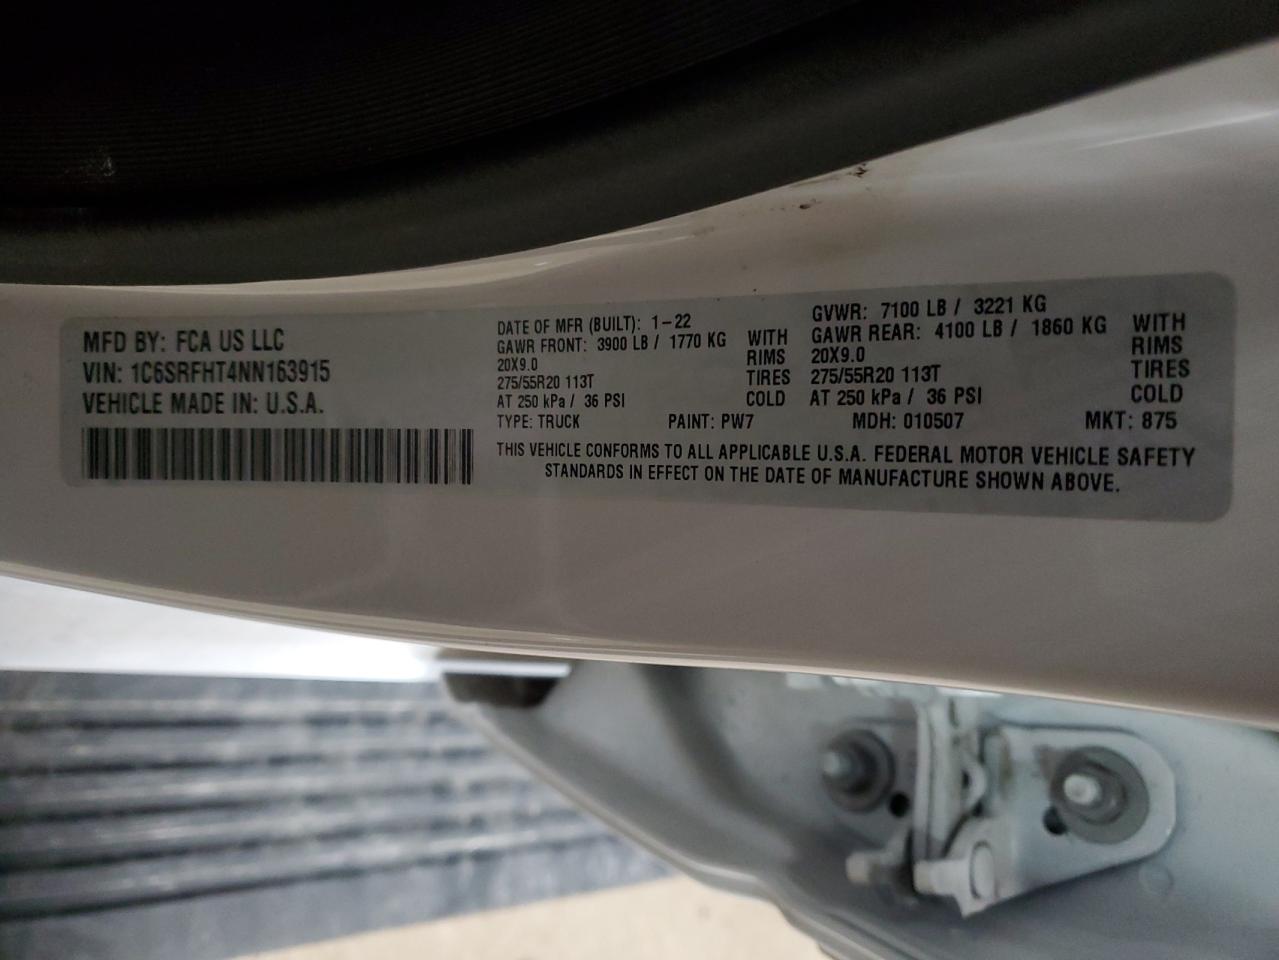 MFD BY: FCA US LLC
VIN: 1C6SRFHT4NN163915
VEHICLE MADE IN: U.S.A.
DATE OF MFR (BUILT): 1-22
GAWR FRONT: 3900 LB / 1770 KG WITH
20X9.0 RIMS
275/55R20 113T TIRES
AT 250 kPa / 36 PSI COLD
GVWR: 7100 LB / 3221 KG
GAWR REAR: 4100 LB / 1860 KG WITH
20X9.0 RIMS
275/55R20 113T TIRES
AT 250 kPa / 36 PSI COLD
TYPE: TRUCK PAINT: PW7 MDH: 010507 MKT: 875
THIS VEHICLE CONFORMS TO ALL APPLICABLE U.S.A. FEDERAL MOTOR VEHICLE SAFETY
STANDARDS IN EFFECT ON THE DATE OF MANUFACTURE SHOWN ABOVE.